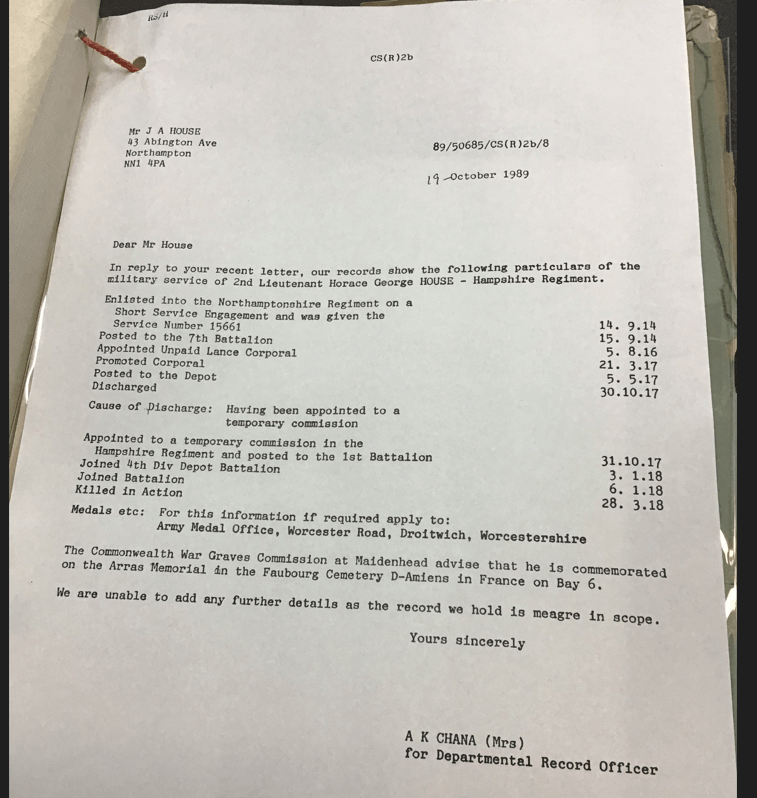 RS/H
CS(R)2b
Mr J A HOUSE
43 Abington Ave
Northampton
NN1 4PA
89/50685/CS(R)2b/8
19 October 1989
Dear Mr House
In reply to your recent letter, our records show the following particulars of the
military service of 2nd Lieutenant Horace George HOUSE - Hampshire Regiment.
Enlisted into the Northamptonshire Regiment on a
Short Service Engagement and was given the
Service Number 15661 14. 9.14
Posted to the 7th Battalion 15. 9.14
Appointed Unpaid Lance Corporal 5. 8.16
Promoted Corporal 21. 3.17
Posted to the Depot 5. 5.17
Discharged 30.10.17
Cause of Discharge: Having been appointed to a
temporary commission
Appointed to a temporary commission in the
Hampshire Regiment and posted to the 1st Battalion 31.10.17
Joined 4th Div Depot Battalion 3. 1.18
Joined Battalion 6. 1.18
Killed in Action 28. 3.18
Medals etc: For this information if required apply to:
Army Medal Office, Worcester Road, Droitwich, Worcestershire
The Commonwealth War Graves Commission at Maidenhead advise that he is commemorated
on the Arras Memorial in the Faubourg Cemetery D-Amiens in France on Bay 6.
We are unable to add any further details as the record we hold is meagre in scope.
Yours sincerely
A K CHANA (Mrs)
for Departmental Record Officer